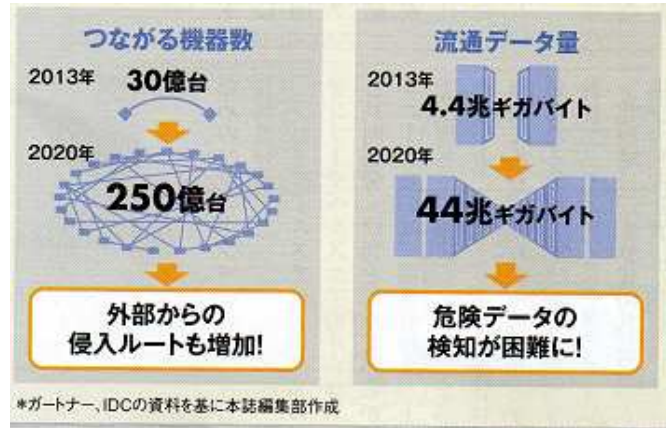 つながる機器数
2013年
30億台
2020年
250億台
外部からの
侵入ルートも増加!
流通データ量
2013年
4.4兆ギガバイト
2020年
44兆ギガバイト
危険データの
検知が困難に!
*ガートナー、IDCの資料を基に本誌編集部作成